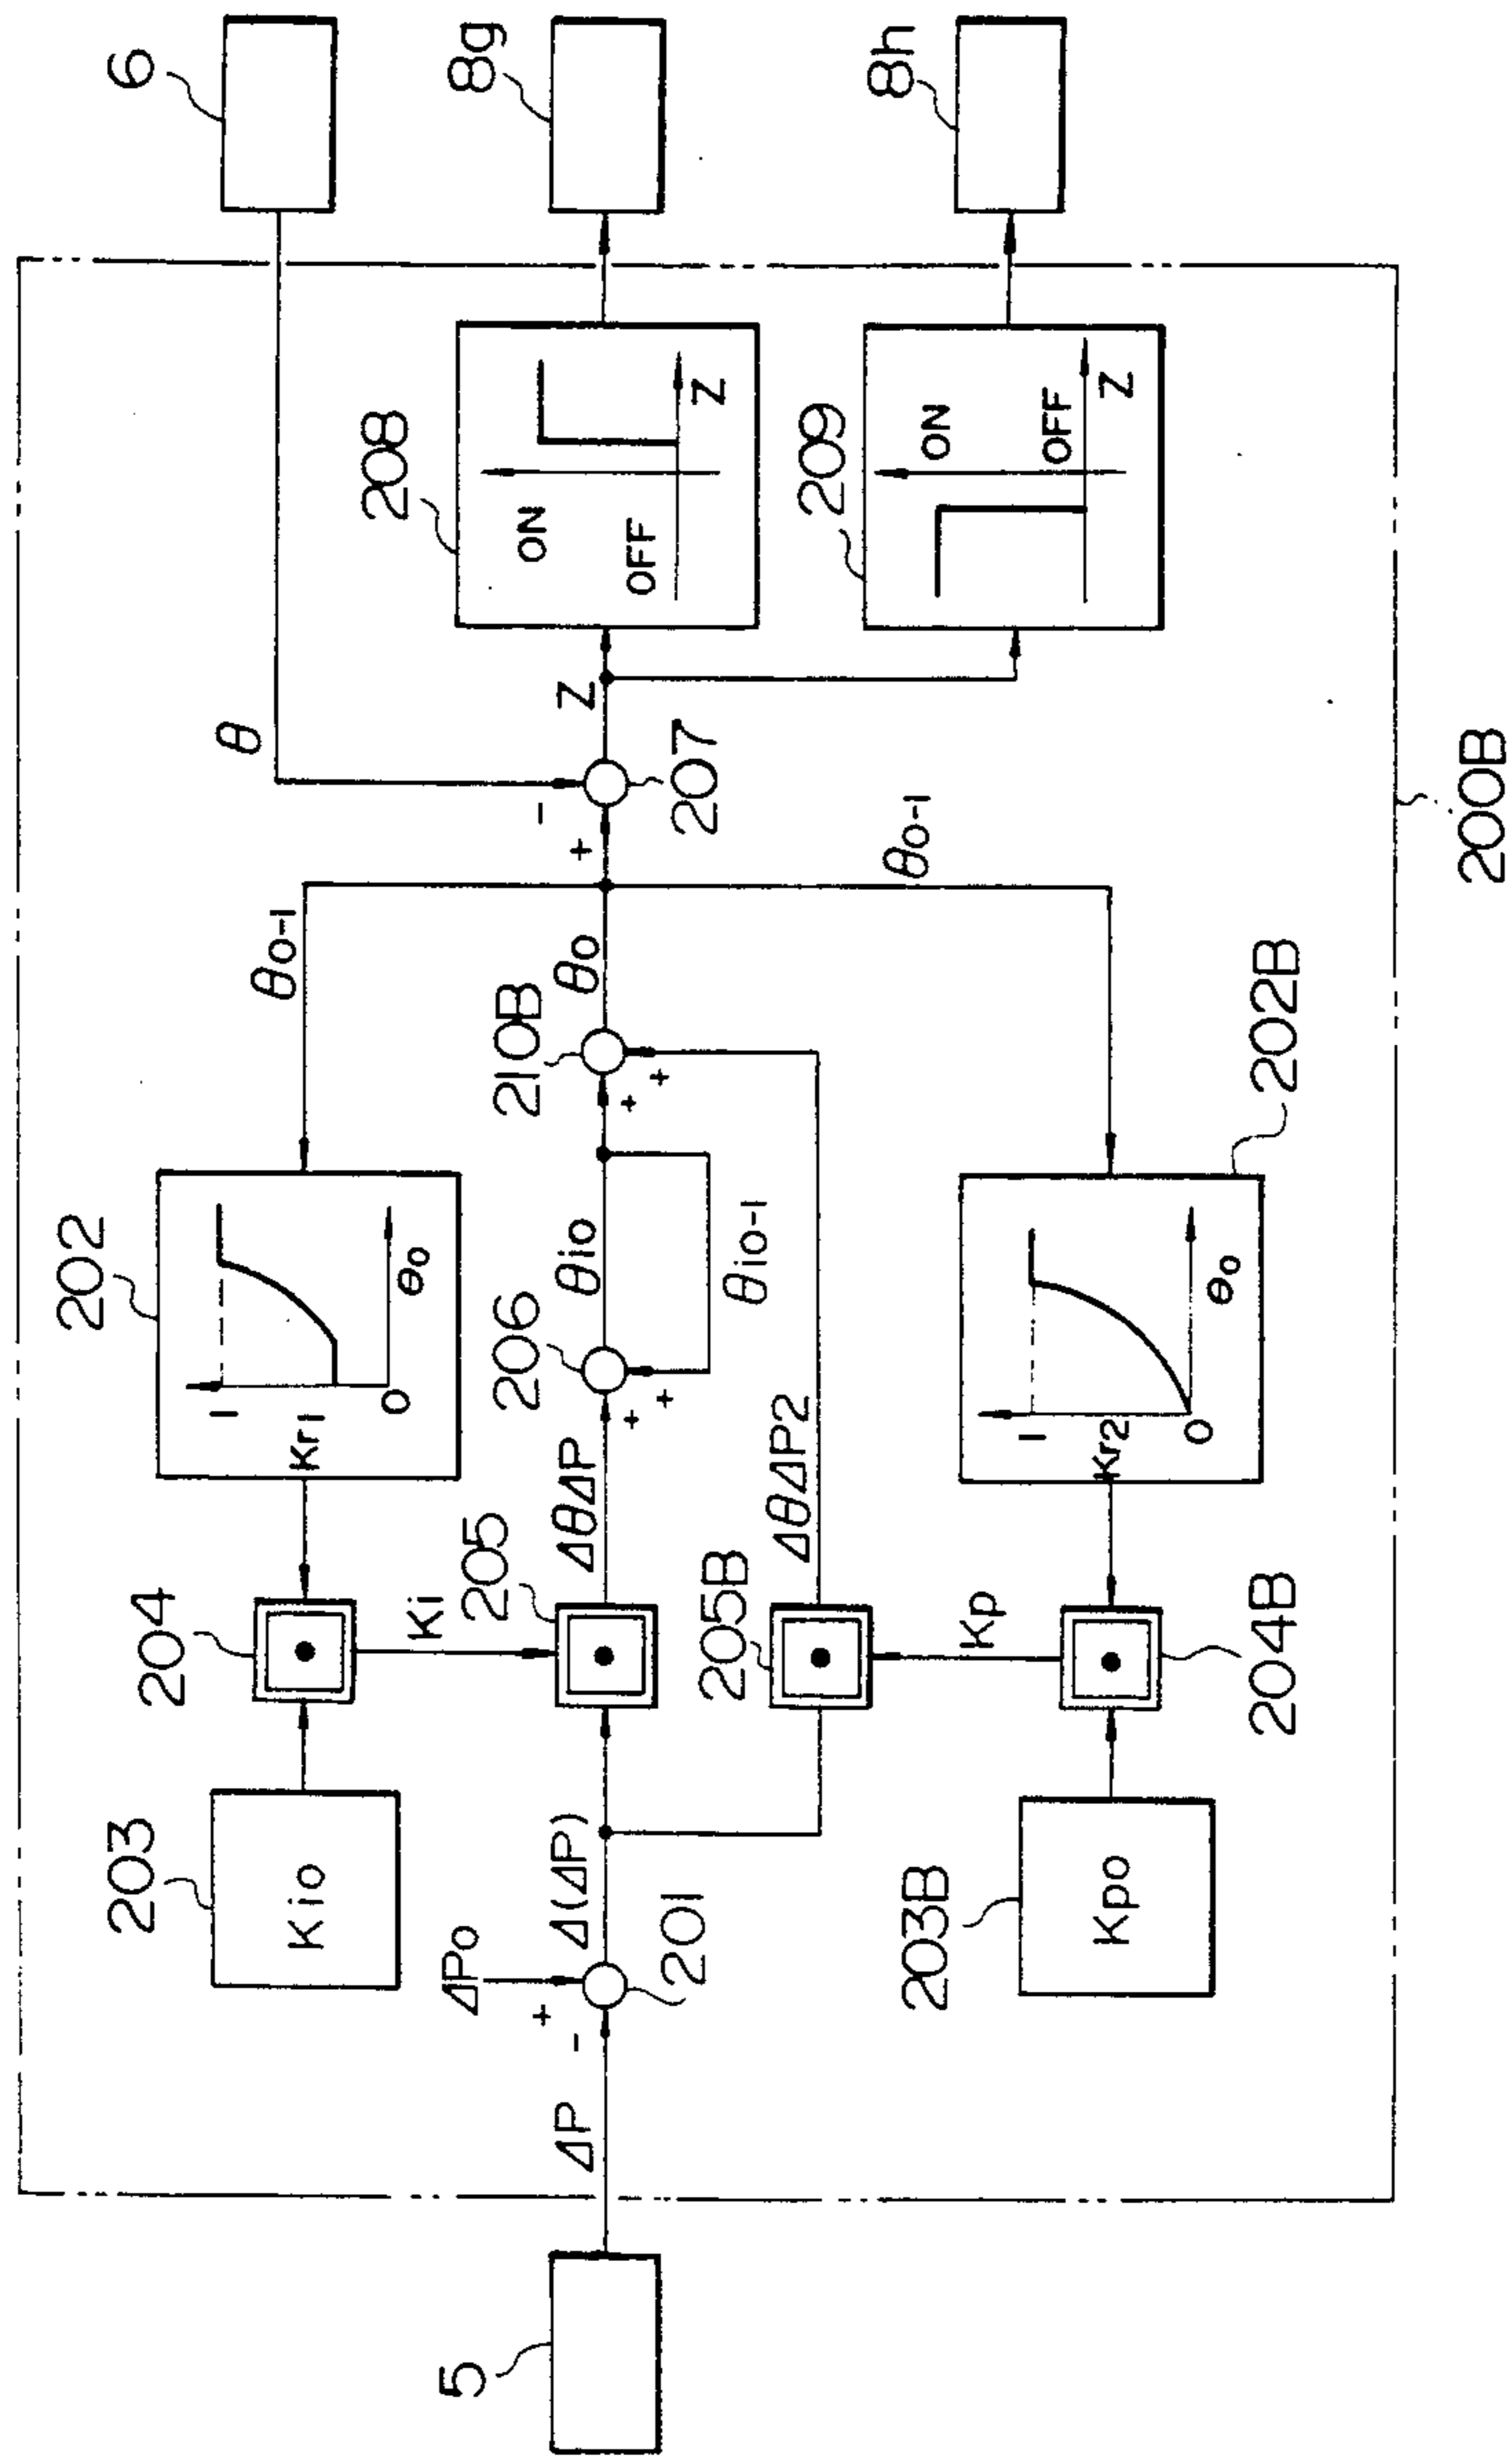 6
8g
8h
θ
208
ON
OFF
Z
209
ON
OFF
Z
Z
-
+
207
θo-1
θo-1
200B
202
1
Kr1
O
θo
θo
210B
+
+
202B
1
Kr2
O
θo
206
θio
θio-1
+
+
204
Ki
205
ΔθΔP
ΔθΔP2
205B
Kp
204B
203
Kio
ΔPo
+
-
Δ(ΔP)
201
203B
Kpo
ΔP
5